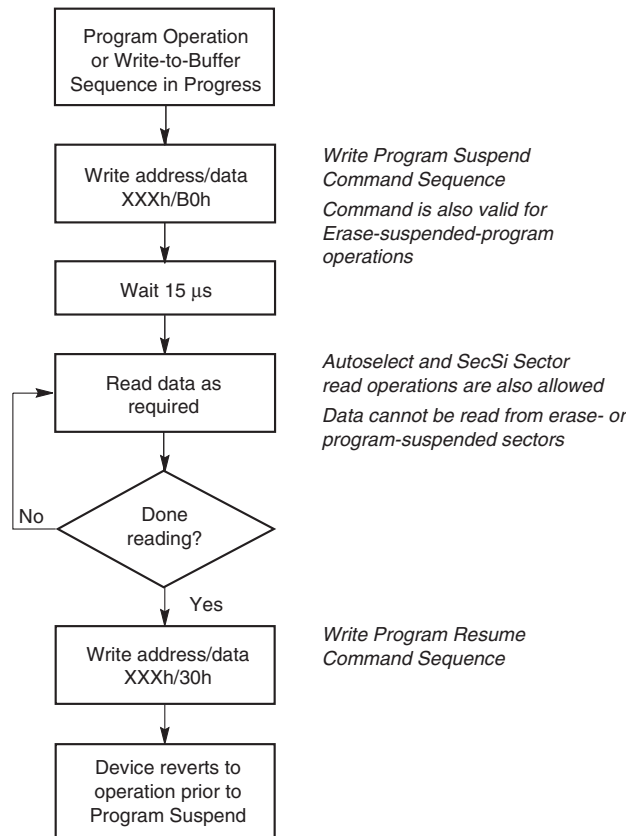 Program Operation
or Write-to-Buffer
Sequence in Progress
Write address/data
XXXh/B0h
Write Program Suspend
Command Sequence
Command is also valid for
Erase-suspended-program
operations
Wait 15 μs
Read data as
required
Autoselect and SecSi Sector
read operations are also allowed
Data cannot be read from erase- or
program-suspended sectors
No
Done
reading?
Yes
Write address/data
XXXh/30h
Write Program Resume
Command Sequence
Device reverts to
operation prior to
Program Suspend